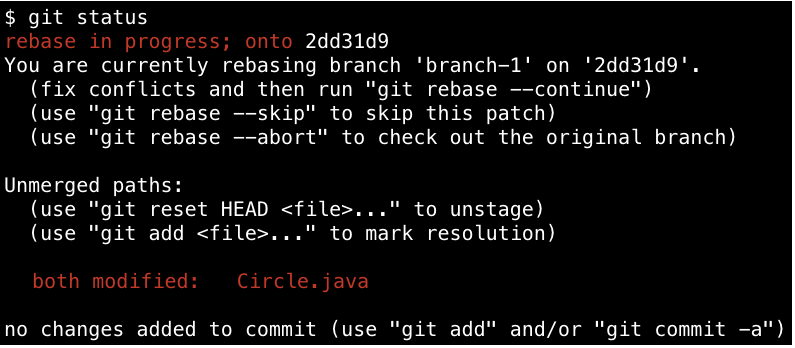 $ git status
rebase in progress; onto 2dd31d9
You are currently rebasing branch 'branch-1' on '2dd31d9'.
  (fix conflicts and then run "git rebase --continue")
  (use "git rebase --skip" to skip this patch)
  (use "git rebase --abort" to check out the original branch)

Unmerged paths:
  (use "git reset HEAD <file>..." to unstage)
  (use "git add <file>..." to mark resolution)

  both modified:   Circle.java

no changes added to commit (use "git add" and/or "git commit -a")